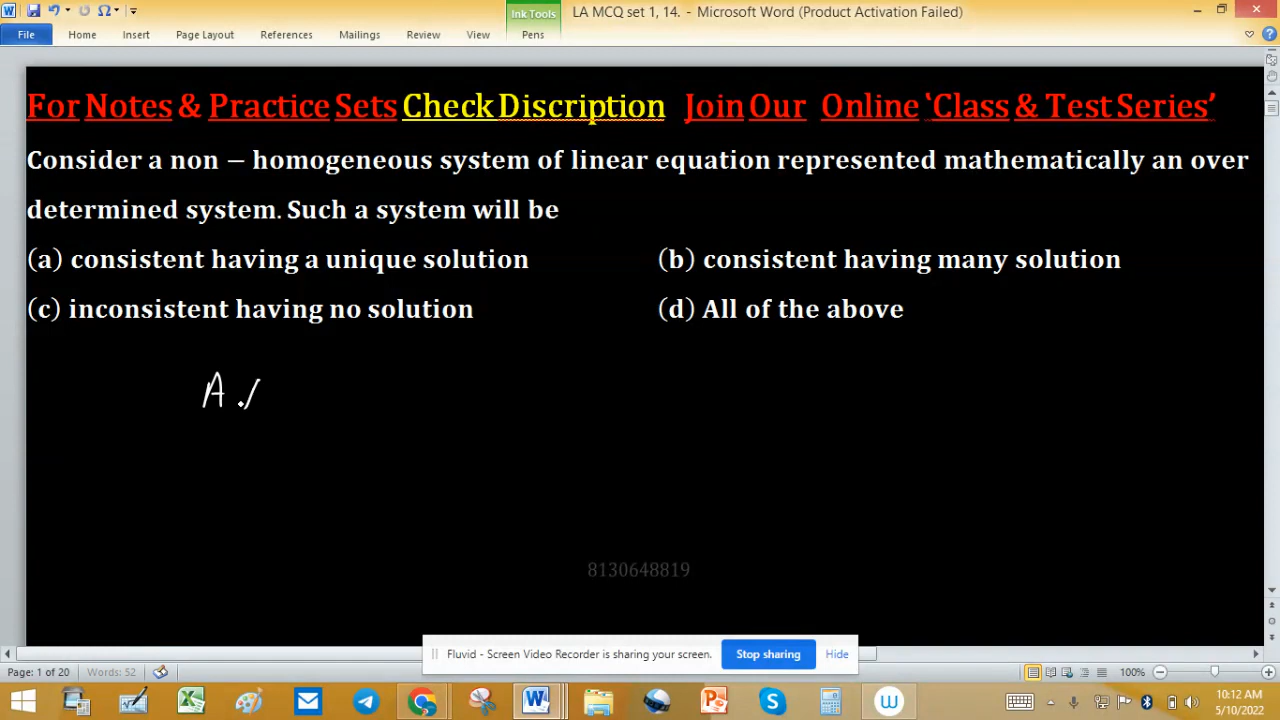 Ink Tools
LA MCQ set 1, 14. - Microsoft Word (Product Activation Failed)
File Home Insert Page Layout References Mailings Review View Pens
For Notes & Practice Sets Check Discription Join Our Online 'Class & Test Series'
Consider a non − homogeneous system of linear equation represented mathematically an over
determined system. Such a system will be
(a) consistent having a unique solution (b) consistent having many solution
(c) inconsistent having no solution (d) All of the above
A
8130648819
Fluvid - Screen Video Recorder is sharing your screen. Stop sharing Hide
Page: 1 of 20 Words: 52 100%
10:12 AM
5/10/2022